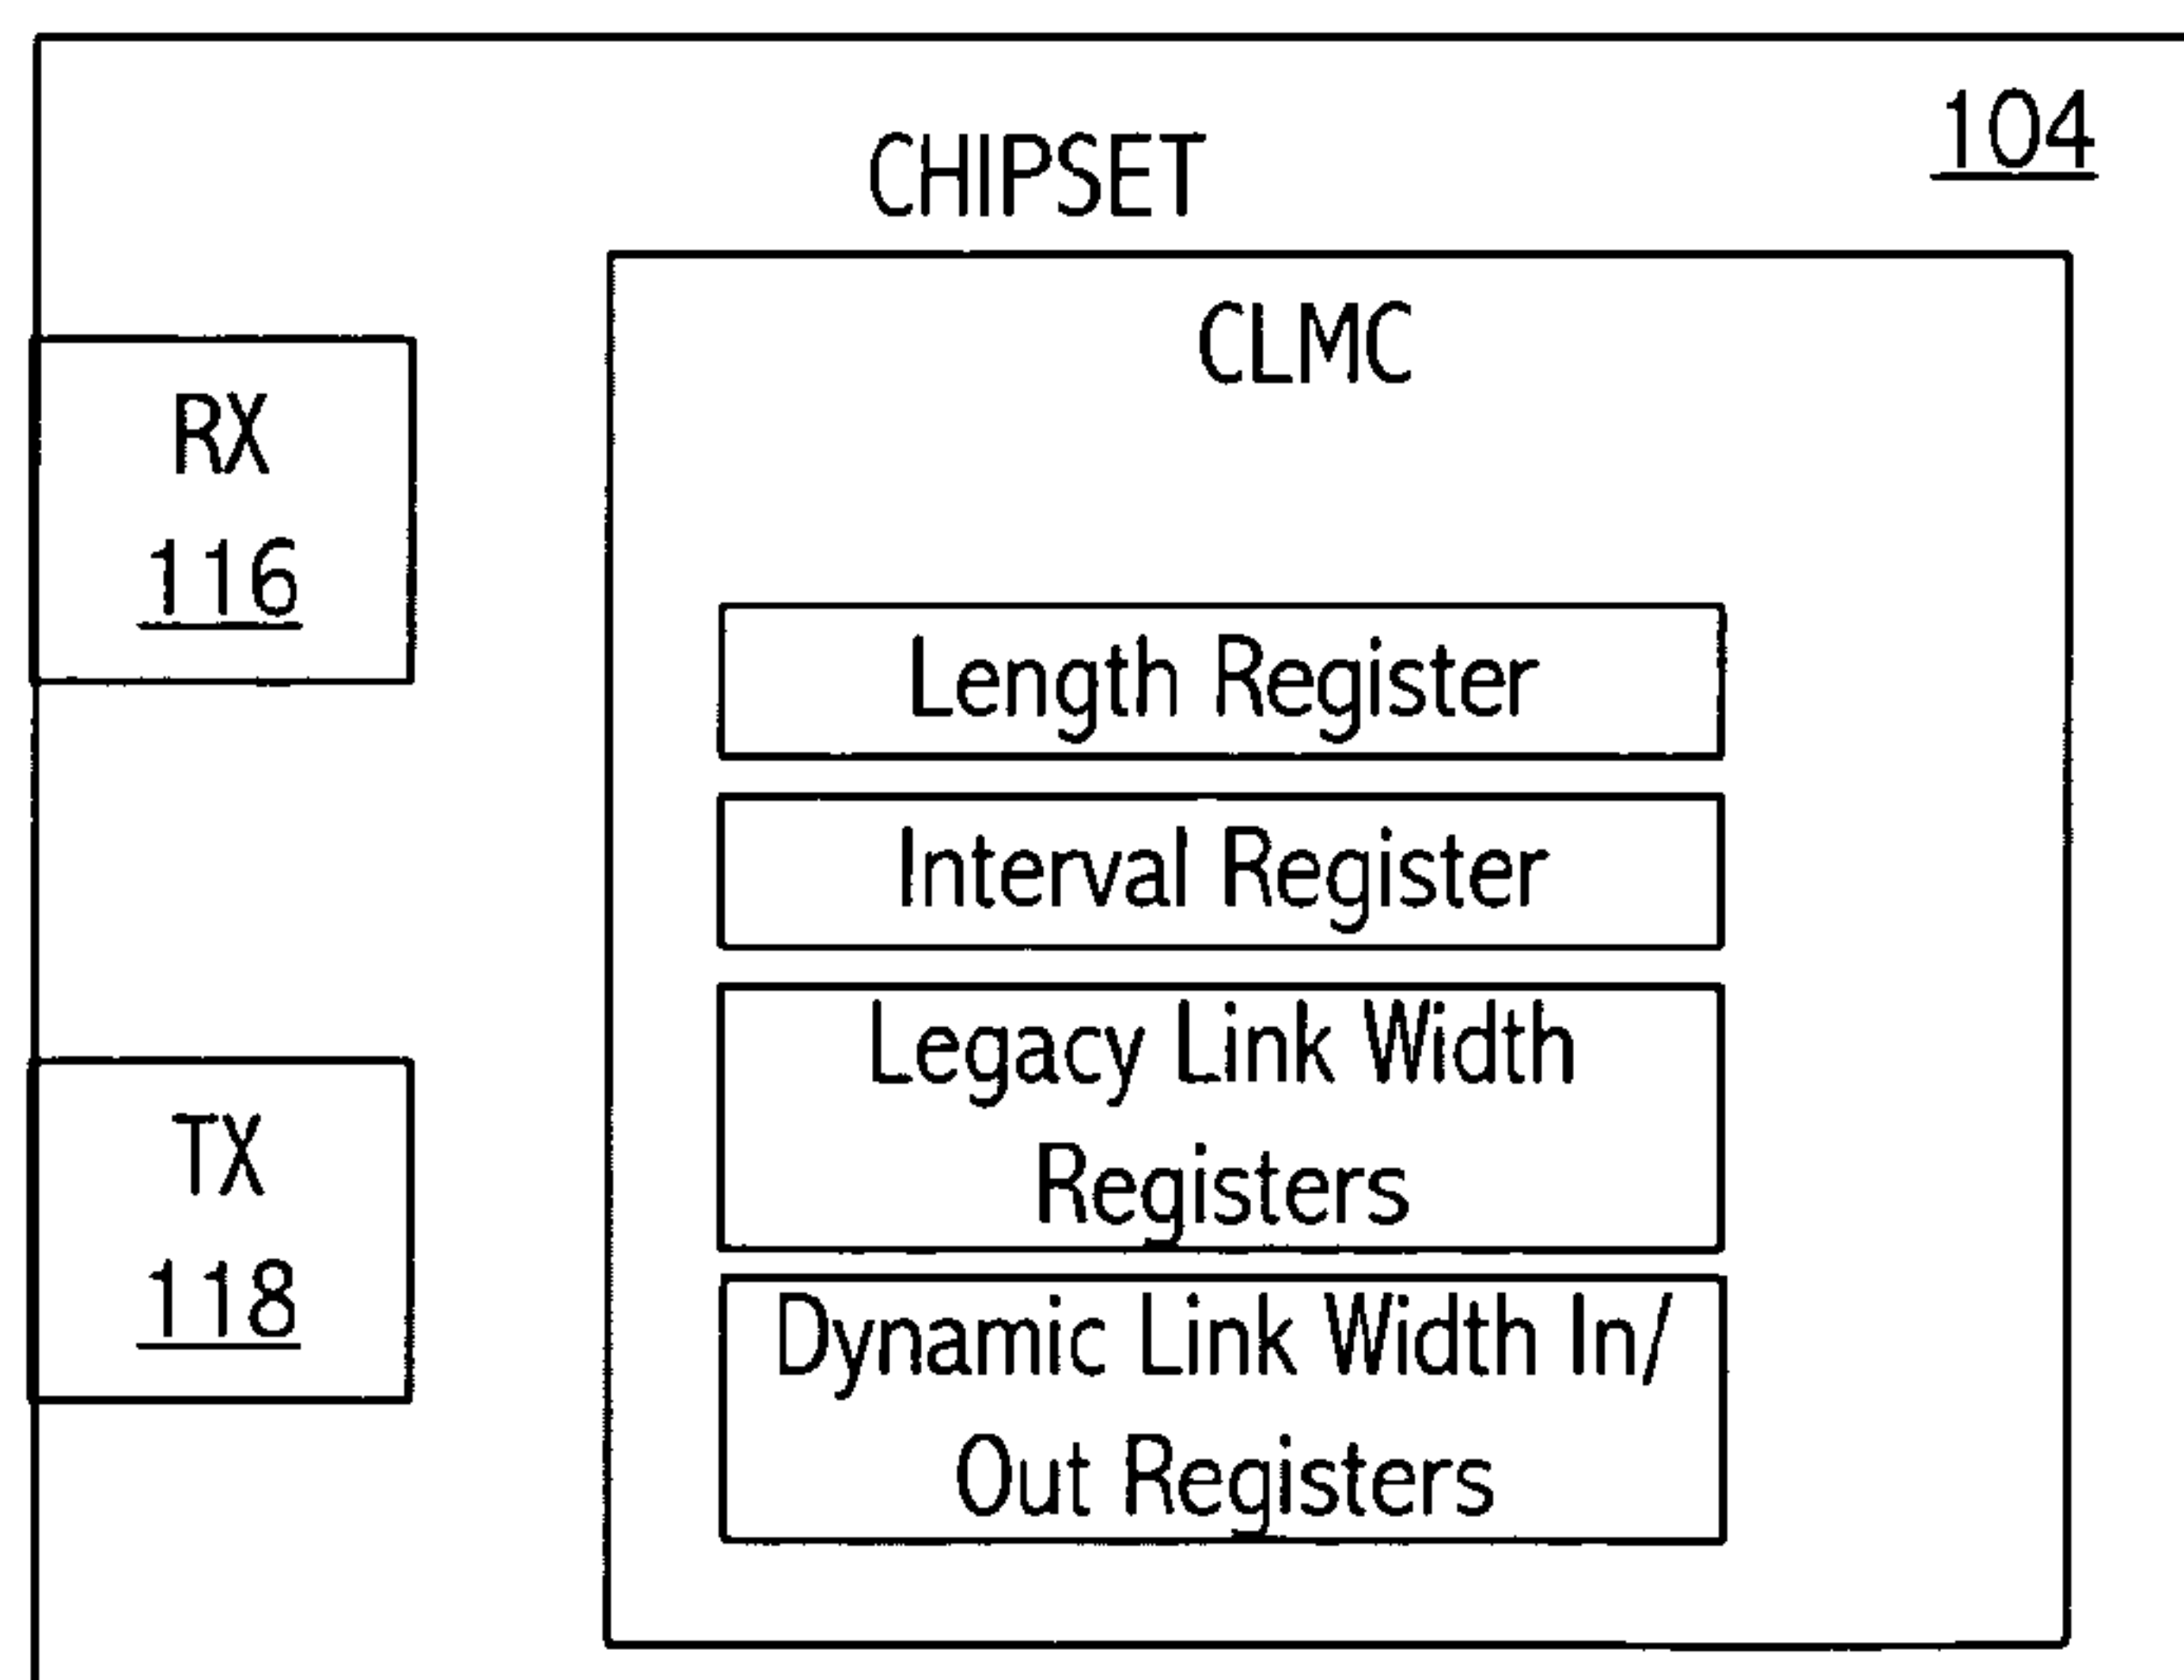 104
CHIPSET
CLMC
RX
116
Length Register
Interval Register
Legacy Link Width
Registers
TX
118
Dynamic Link Width In/
Out Registers